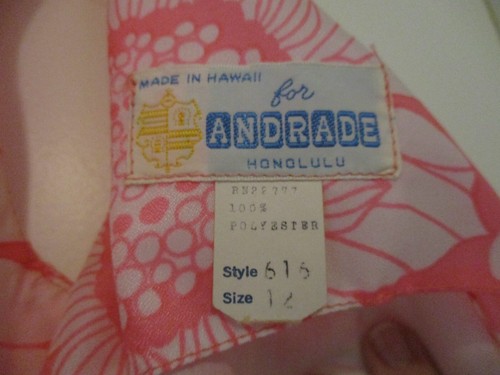 MADE IN HAWAII
for
ANDRADE
HONOLULU
100%
POLYESTER
Style 616
Size 12